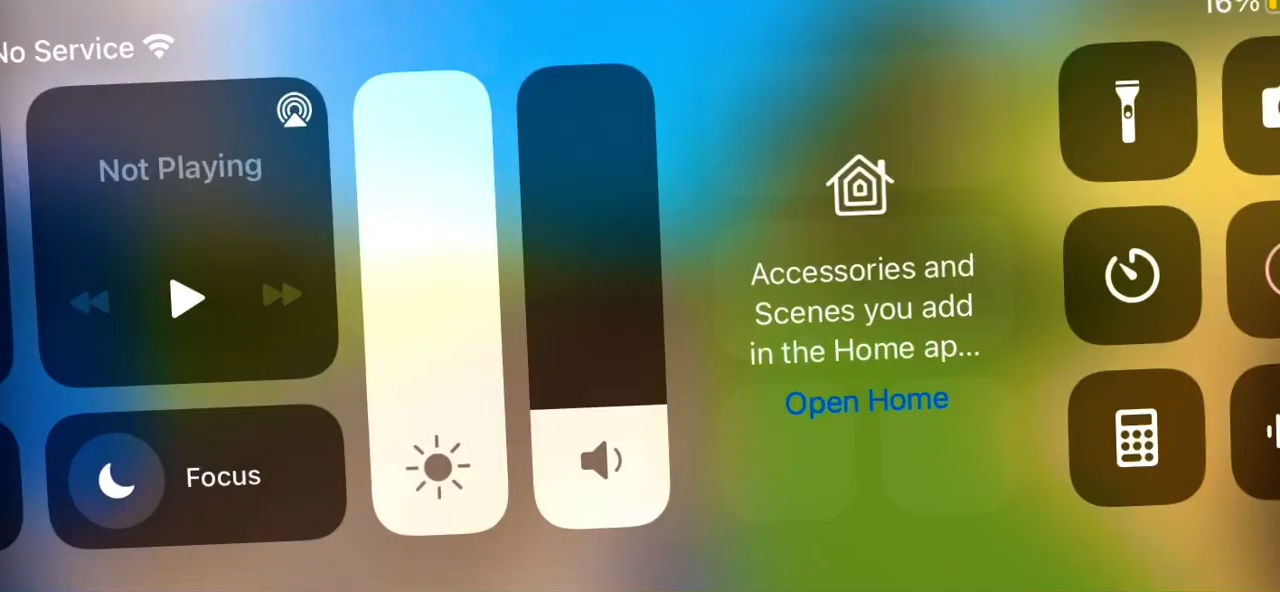 No Service
16%
Not Playing
Focus
Accessories and
Scenes you add
in the Home ap...
Open Home